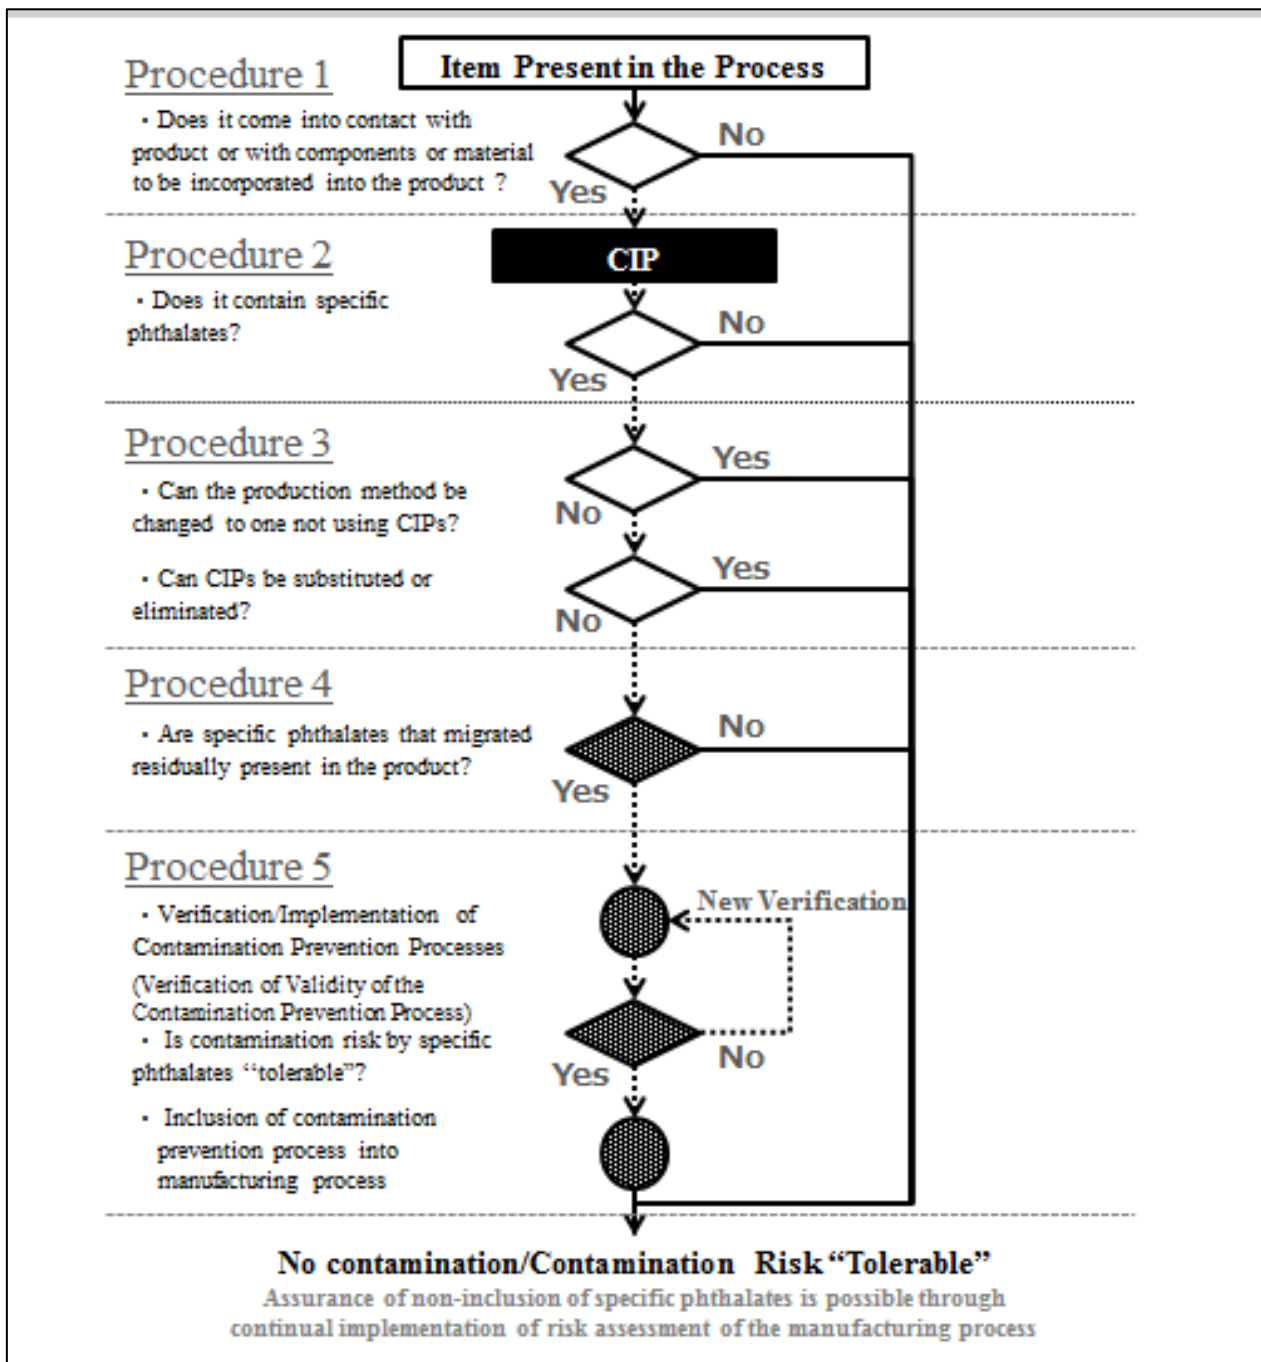 Item Present in the Process
Procedure 1
・Does it come into contact with
product or with components or material
to be incorporated into the product ?
No
Yes
Procedure 2
CIP
・Does it contain specific
phthalates?
No
Yes
Procedure 3
・Can the production method be
changed to one not using CIPs?
Yes
No
・Can CIPs be substituted or
eliminated?
Yes
No
Procedure 4
・Are specific phthalates that migrated
residually present in the product?
No
Yes
Procedure 5
・Verification/Implementation of
Contamination Prevention Processes
New Verification
(Verification of Validity of the
Contamination Prevention Process)
・Is contamination risk by specific
phthalates “tolerable”?
No
Yes
・Inclusion of contamination
prevention process into
manufacturing process
No contamination/Contamination Risk “Tolerable”
Assurance of non-inclusion of specific phthalates is possible through
continual implementation of risk assessment of the manufacturing process